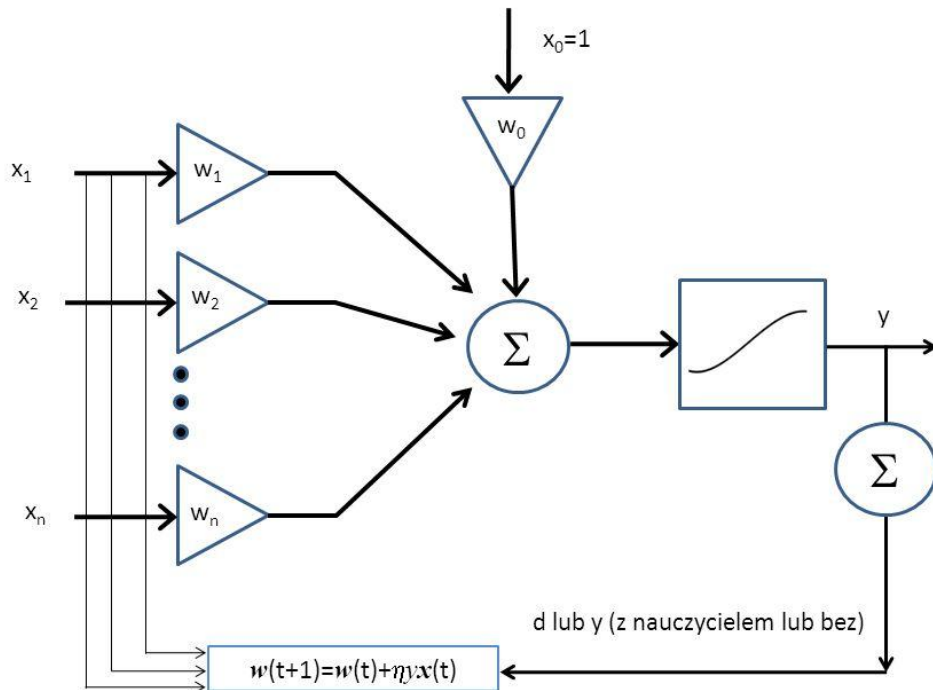 x₀=1
w₀
x₁
w₁
x₂
w₂
Σ
y
Σ
xₙ
wₙ
d lub y (z nauczycielem lub bez)
w(t+1)=w(t)+ηyx(t)